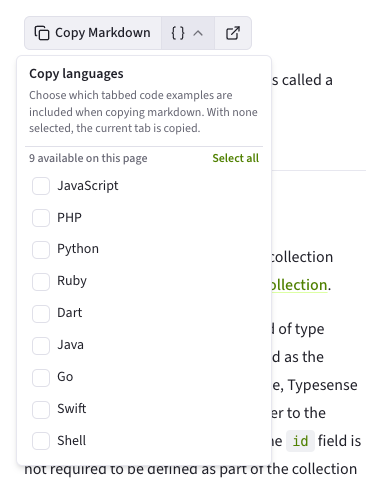 Copy Markdown { }
s called a
Copy languages
Choose which tabbed code examples are
included when copying markdown. With none
selected, the current tab is copied.
9 available on this page Select all
JavaScript
PHP
Python
collection
Ruby
ollection.
Dart
d of type
Java
d as the
Go
e, Typesense
Swift
er to the
Shell
id field is
not required to be defined as part of the collection